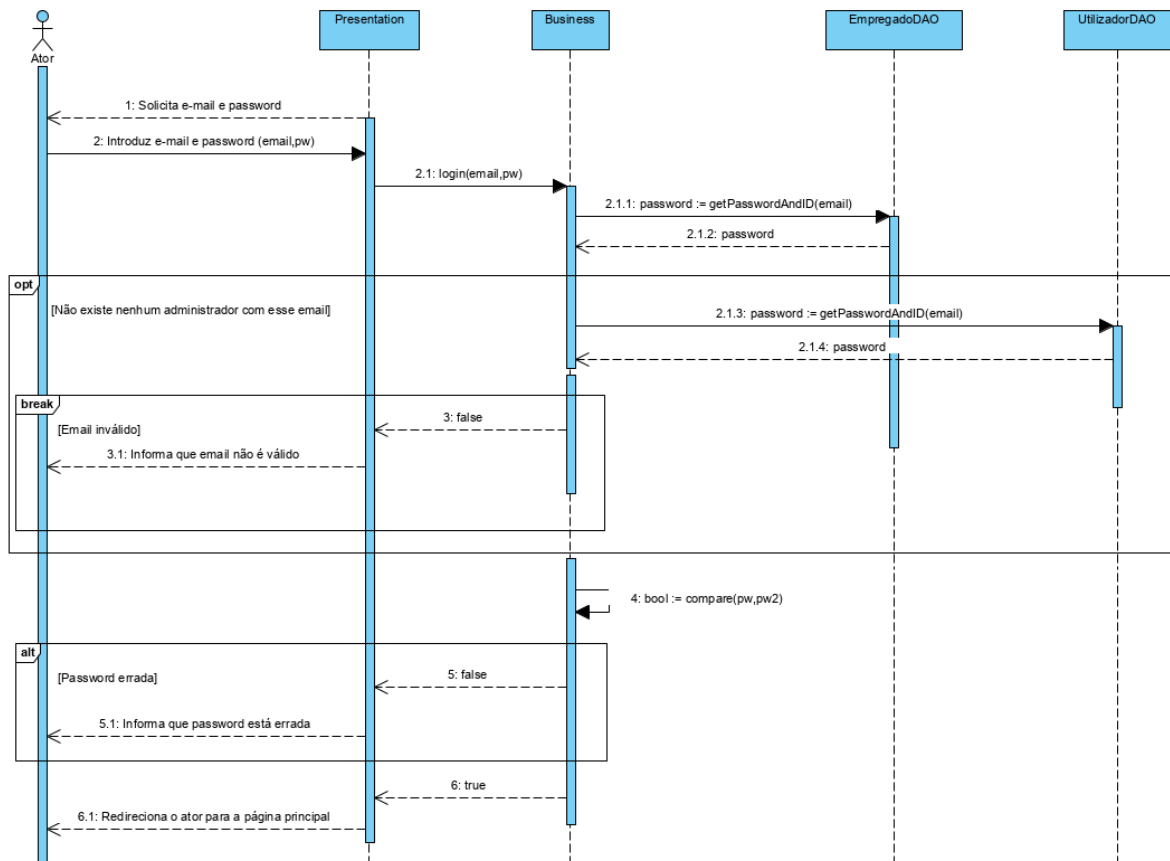 Ator
Presentation
Business
EmpregadoDAO
UtilizadorDAO
1: Solicita e-mail e password
2: Introduz e-mail e password (email,pw)
2.1: login(email,pw)
2.1.1: password := getPasswordAndID(email)
2.1.2: password
opt
[Não existe nenhum administrador com esse email]
2.1.3: password := getPasswordAndID(email)
2.1.4: password
break
[Email inválido]
3: false
3.1: Informa que email não é válido
4: bool := compare(pw,pw2)
alt
[Password errada]
5: false
5.1: Informa que password está errada
6: true
6.1: Redireciona o ator para a página principal